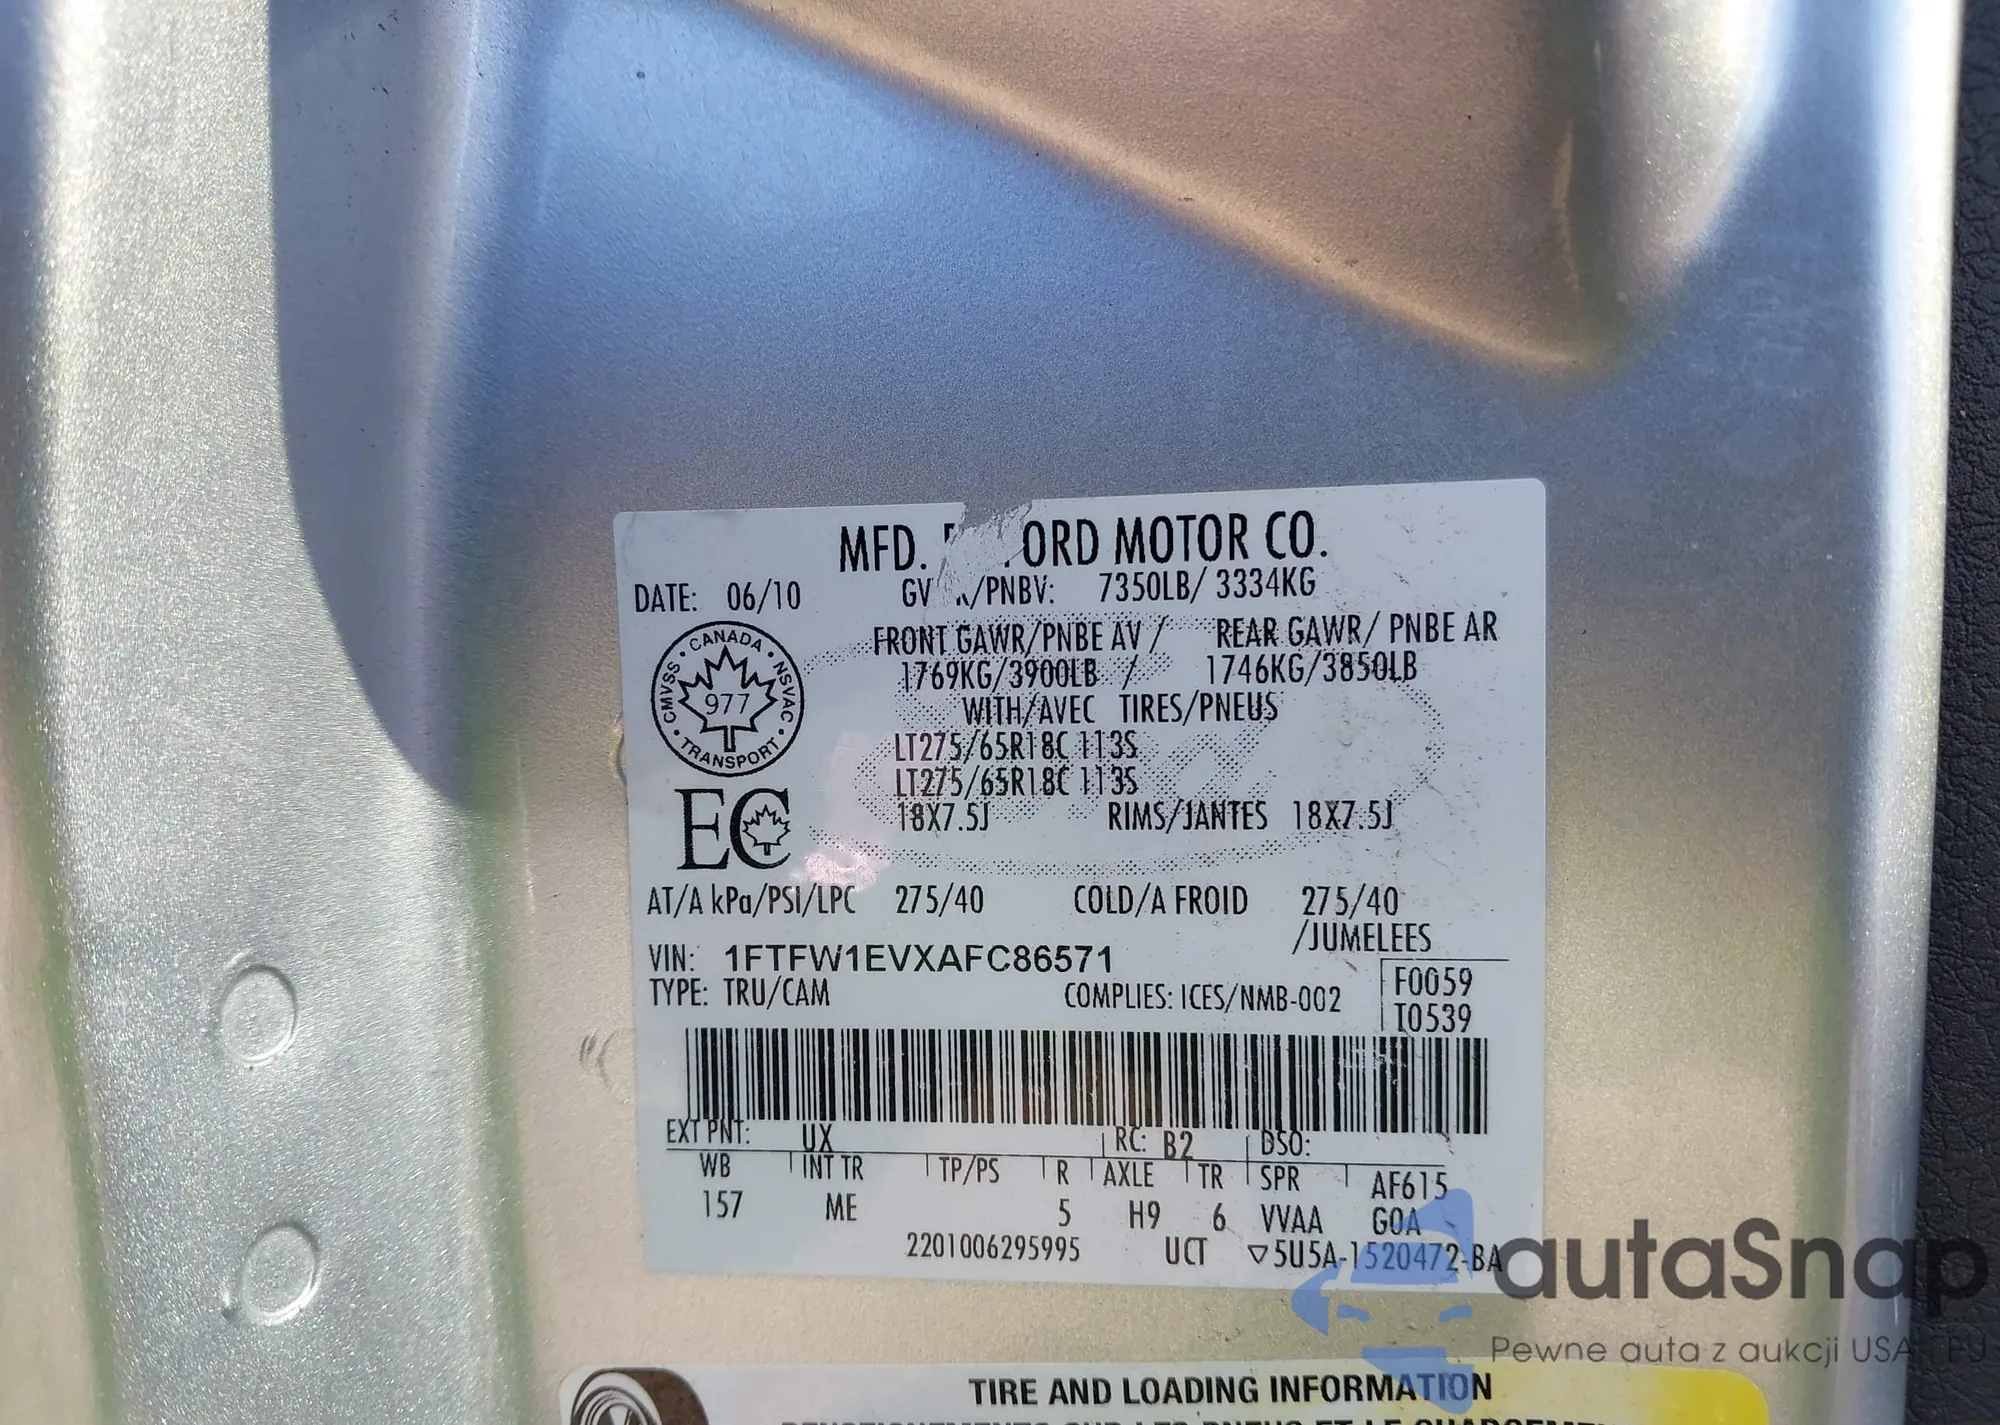 MFD. F ORD MOTOR CO.
DATE: 06/10 GV R/PNBV: 7350LB/ 3334KG
FRONT GAWR/PNBE AV / REAR GAWR/ PNBE AR
1769KG/3900LB / 1746KG/3850LB
WITH/AVEC TIRES/PNEUS
LT275/65R18C 113S
LT275/65R18C 113S
18X7.5J RIMS/JANTES 18X7.5J
CANADA · NSVAC · TRANSPORT · CMVSS ·
977
EC
AT/A kPa/PSI/LPC 275/40 COLD/A FROID 275/40
/JUMELEES
VIN: 1FTFW1EVXAFC86571
TYPE: TRU/CAM COMPLIES: ICES/NMB-002
F0059
T0539
EXT PNT: UX RC: B2 DSO:
WB INT TR TP/PS R AXLE TR SPR AF615
157 ME 5 H9 6 VVAA GOA
2201006295995 UCT ▽5U5A-1520472-BA
autaSnap
Pewne auta z aukcji USA i EU
TIRE AND LOADING INFORMATION